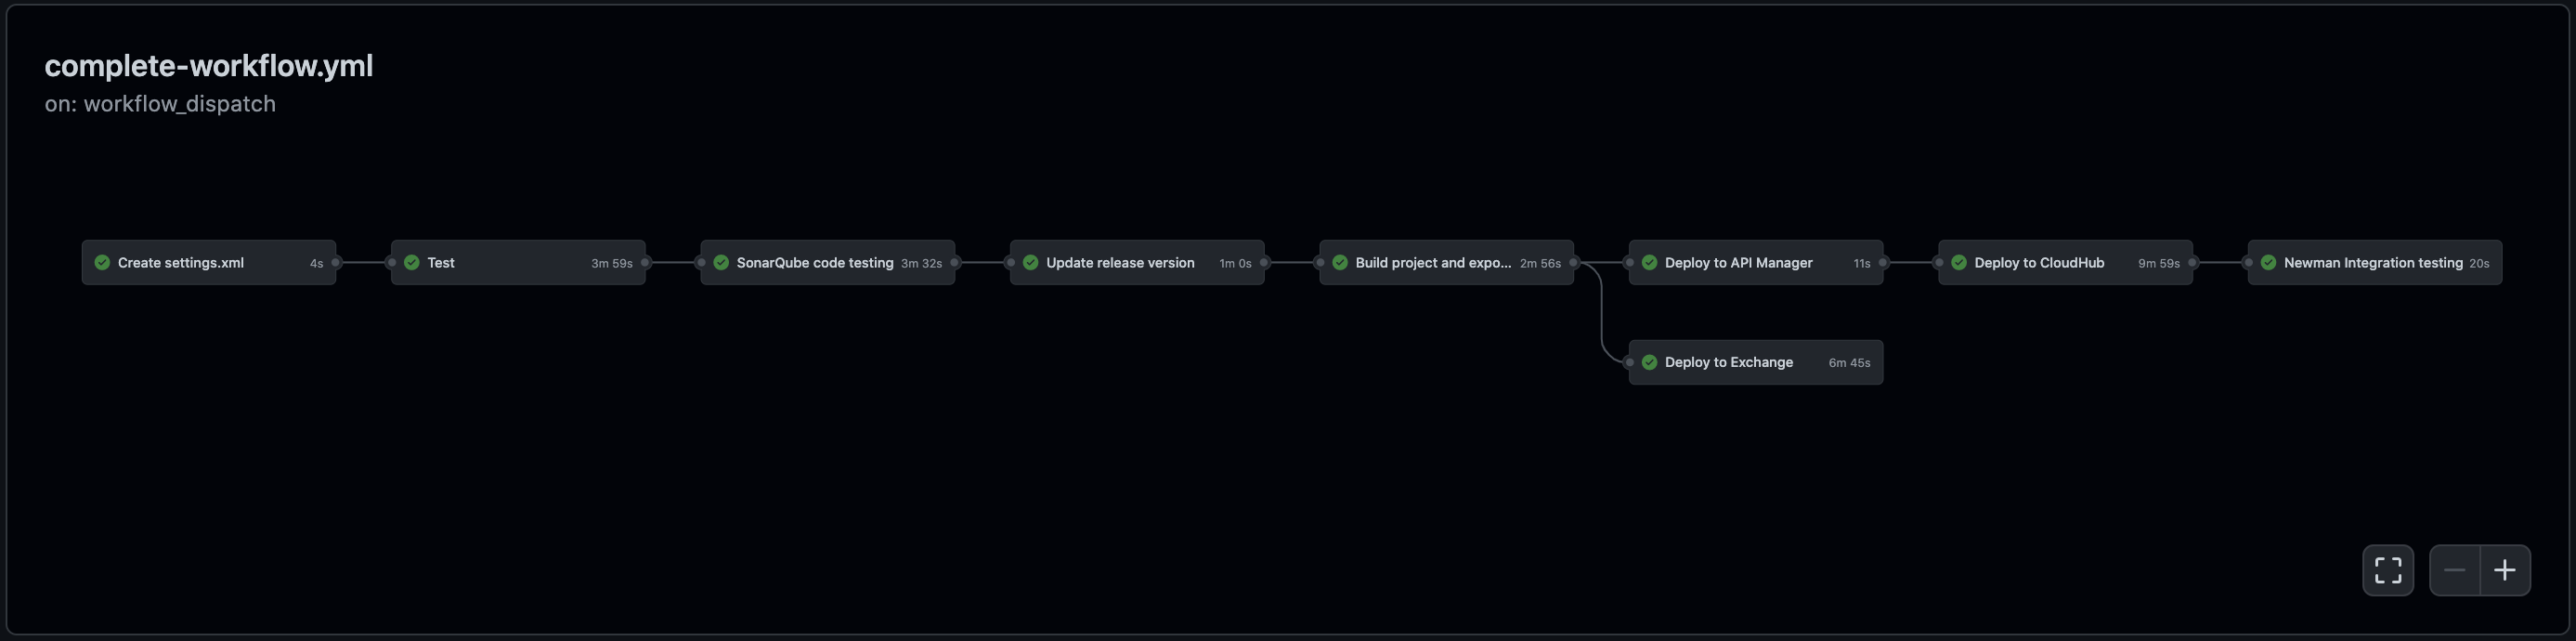 complete-workflow.yml
on: workflow_dispatch
Create settings.xml 4s
Test 3m 59s
SonarQube code testing 3m 32s
Update release version 1m 0s
Build project and expo... 2m 56s
Deploy to API Manager 11s
Deploy to CloudHub 9m 59s
Newman Integration testing 20s
Deploy to Exchange 6m 45s